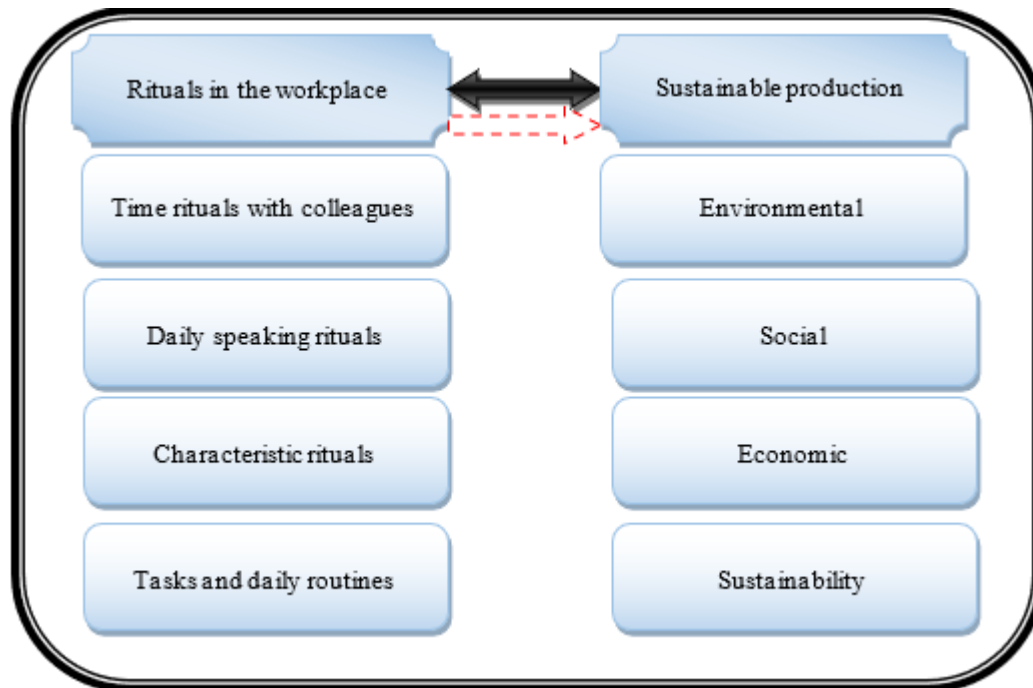 Rituals in the workplace
Sustainable production
Time rituals with colleagues
Environmental
Daily speaking rituals
Social
Characteristic rituals
Economic
Tasks and daily routines
Sustainability